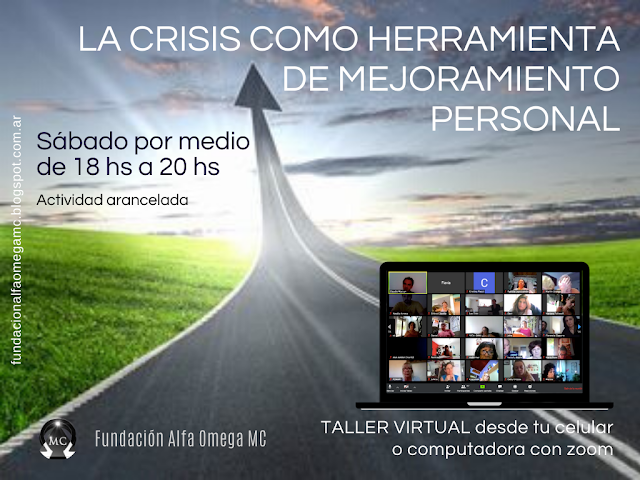 LA CRISIS COMO HERRAMIENTA
DE MEJORAMIENTO
PERSONAL
Sábado por medio
de 18 hs a 20 hs
Actividad arancelada
fundacionalfaomegamc.blogspot.com.ar
C
MC
Fundación Alfa Omega MC
TALLER VIRTUAL desde tu celular
o computadora con zoom